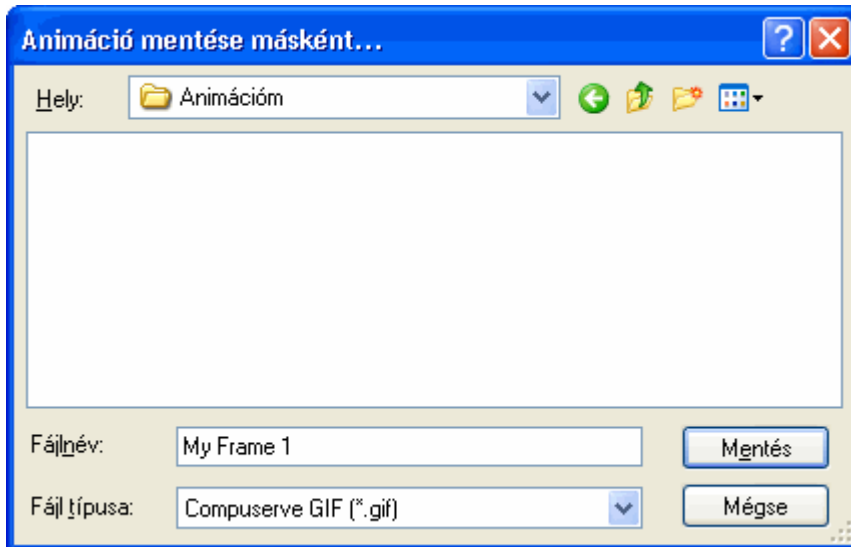 Animáció mentése másként...
Hely: Animációm
Fájlnév: My Frame 1 Mentés
Fájl típusa: Compuserve GIF (*.gif) Mégse